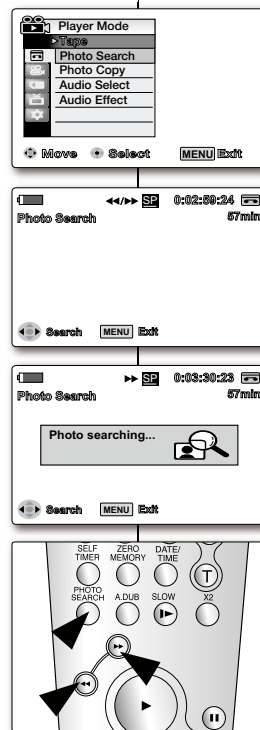 Player Mode
Tape
Photo Search
Photo Copy
Audio Select
Audio Effect
Move Select MENU Exit
◄◄/►► SP 0:02:59:24
Photo Search 57min
Search MENU Exit
►► SP 0:03:30:23
Photo Search 57min
Photo searching...
Search MENU Exit
SELF TIMER ZERO MEMORY DATE/ TIME
T
PHOTO SEARCH A.DUB SLOW X2